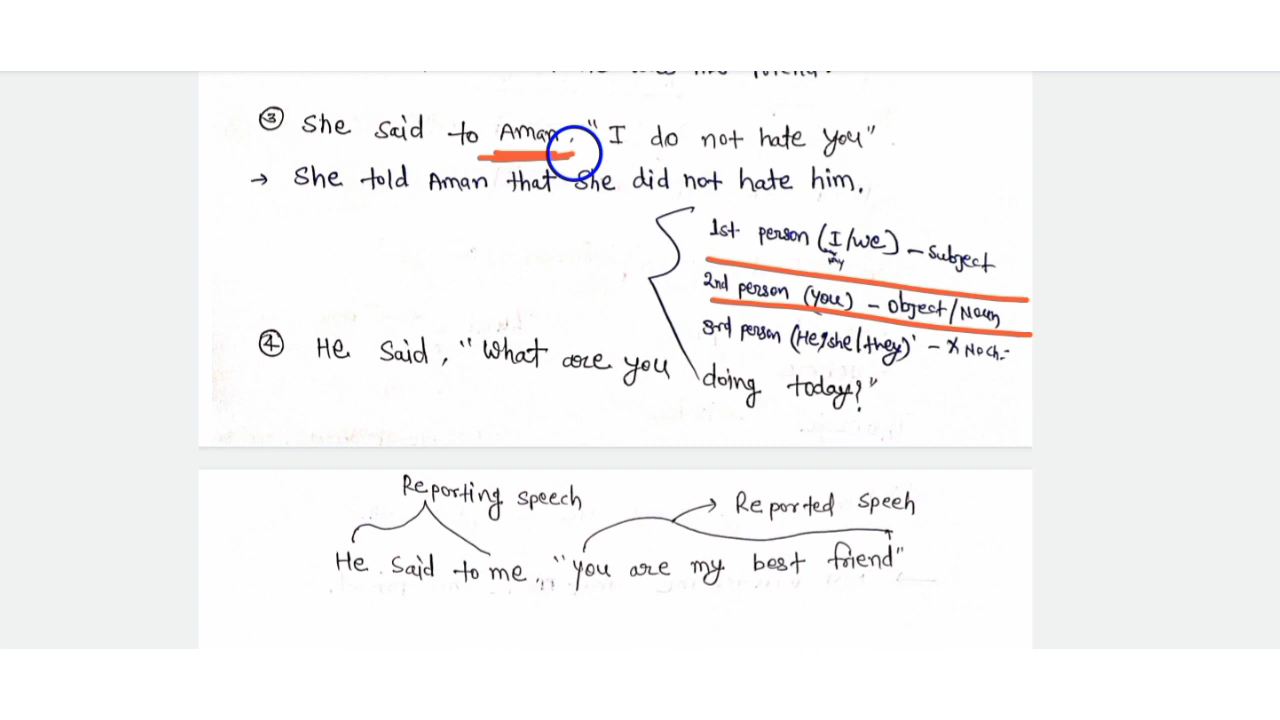 ③ She said to Aman, "I do not hate you"
→ She told Aman that she did not hate him.
1st person (I/we) - Subject
my
2nd person (you) - object/Noun
3rd person (He/she/they) - X No ch.
④ He said, "What are you doing today?"
Reporting speech
→ Reported speeh
He said to me, "you are my best friend"